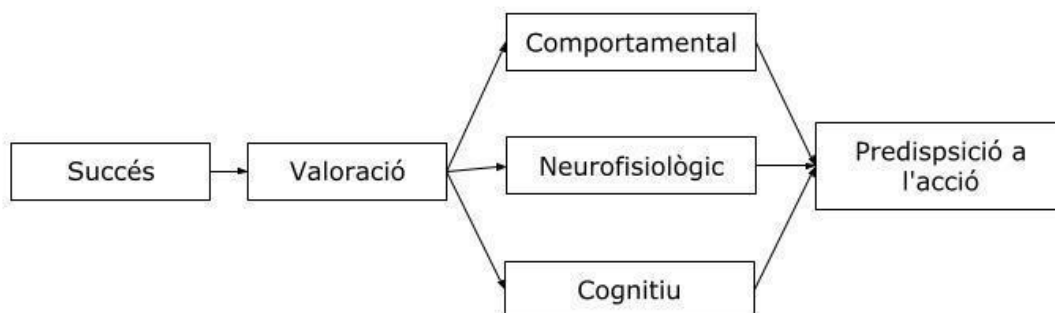 Comportamental
Succés
Valoració
Neurofisiològic
Predispsició a
l'acció
Cognitiu